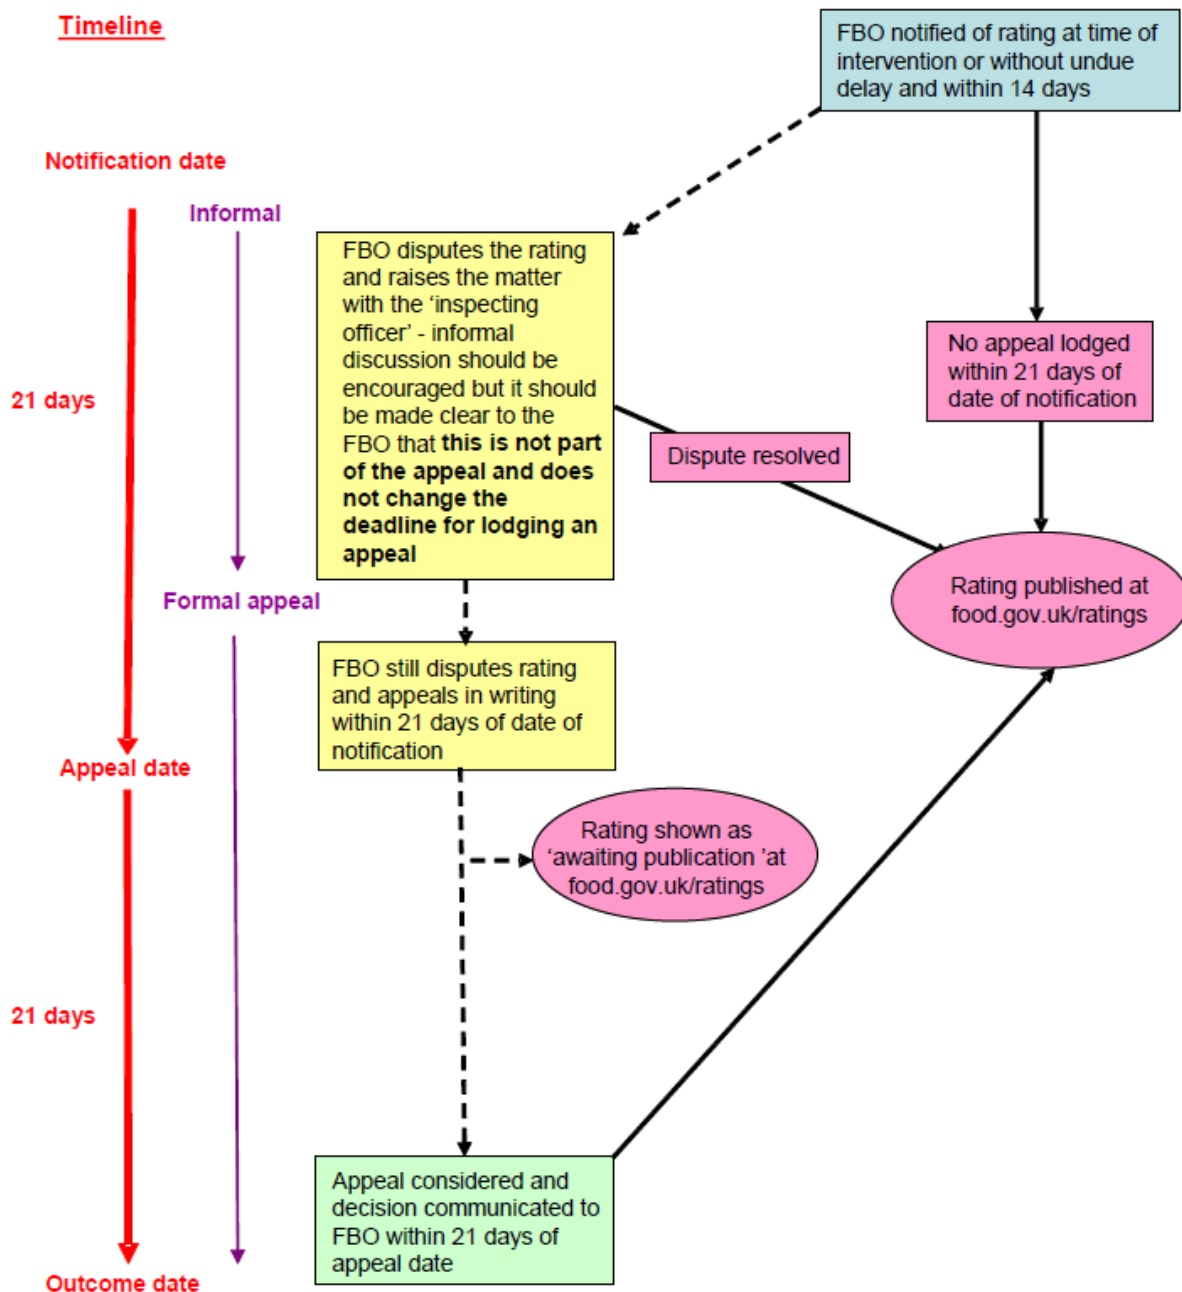 Timeline
FBO notified of rating at time of
intervention or without undue
delay and within 14 days
Notification date
Informal
FBO disputes the rating
and raises the matter
with the ‘inspecting
officer’ - informal
discussion should be
encouraged but it should
be made clear to the
FBO that this is not part
of the appeal and does
not change the
deadline for lodging an
appeal
No appeal lodged
within 21 days of
date of notification
21 days
Dispute resolved
Rating published at
food.gov.uk/ratings
Formal appeal
FBO still disputes rating
and appeals in writing
within 21 days of date of
notification
Appeal date
Rating shown as
‘awaiting publication ’at
food.gov.uk/ratings
21 days
Appeal considered and
decision communicated to
FBO within 21 days of
appeal date
Outcome date